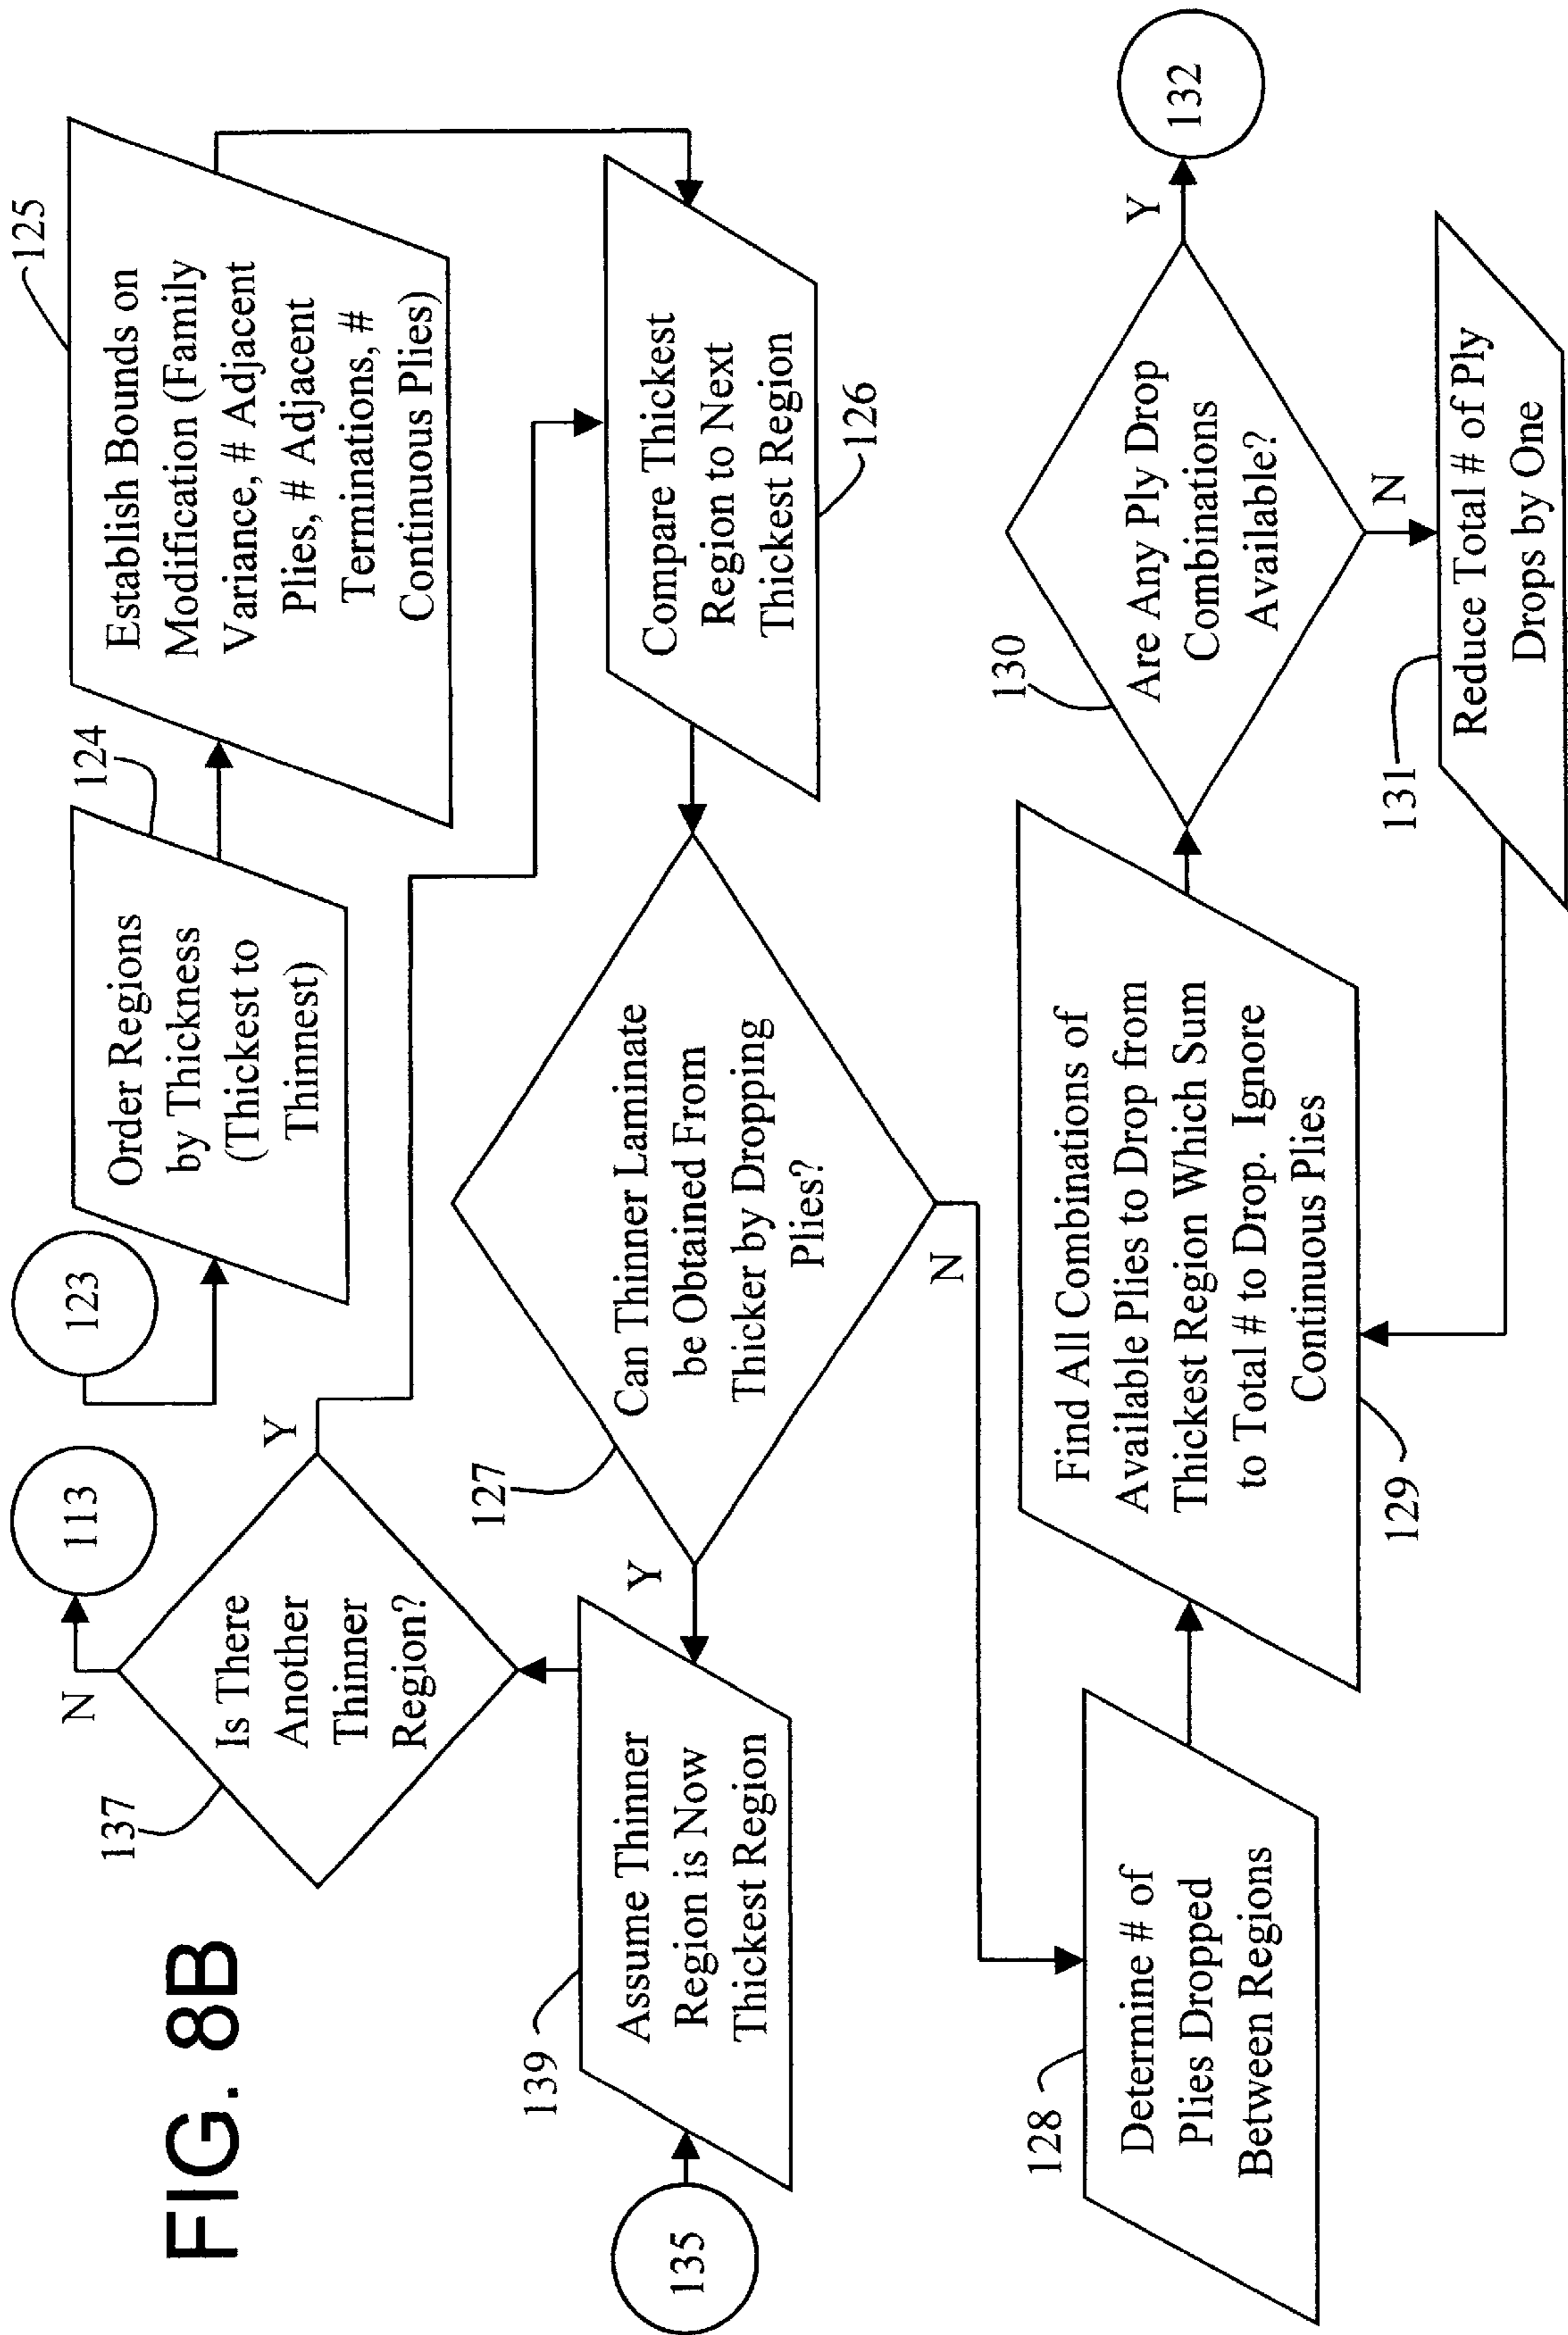 FIG. 8B
123
124
Order Regions
by Thickness
(Thickest to
Thinnest)
125
Establish Bounds on
Modification (Family
Variance, # Adjacent
Plies, # Adjacent
Terminations, #
Continuous Plies)
113
N
Y
137
Is There
Another
Thinner
Region?
126
Compare Thickest
Region to Next
Thickest Region
127
Can Thinner Laminate
be Obtained From
Thicker by Dropping
Plies?
Y
N
139
Assume Thinner
Region is Now
Thickest Region
135
128
Determine # of
Plies Dropped
Between Regions
129
Find All Combinations of
Available Plies to Drop from
Thickest Region Which Sum
to Total # to Drop. Ignore
Continuous Plies
130
Are Any Ply Drop
Combinations
Available?
Y
132
N
131
Reduce Total # of Ply
Drops by One